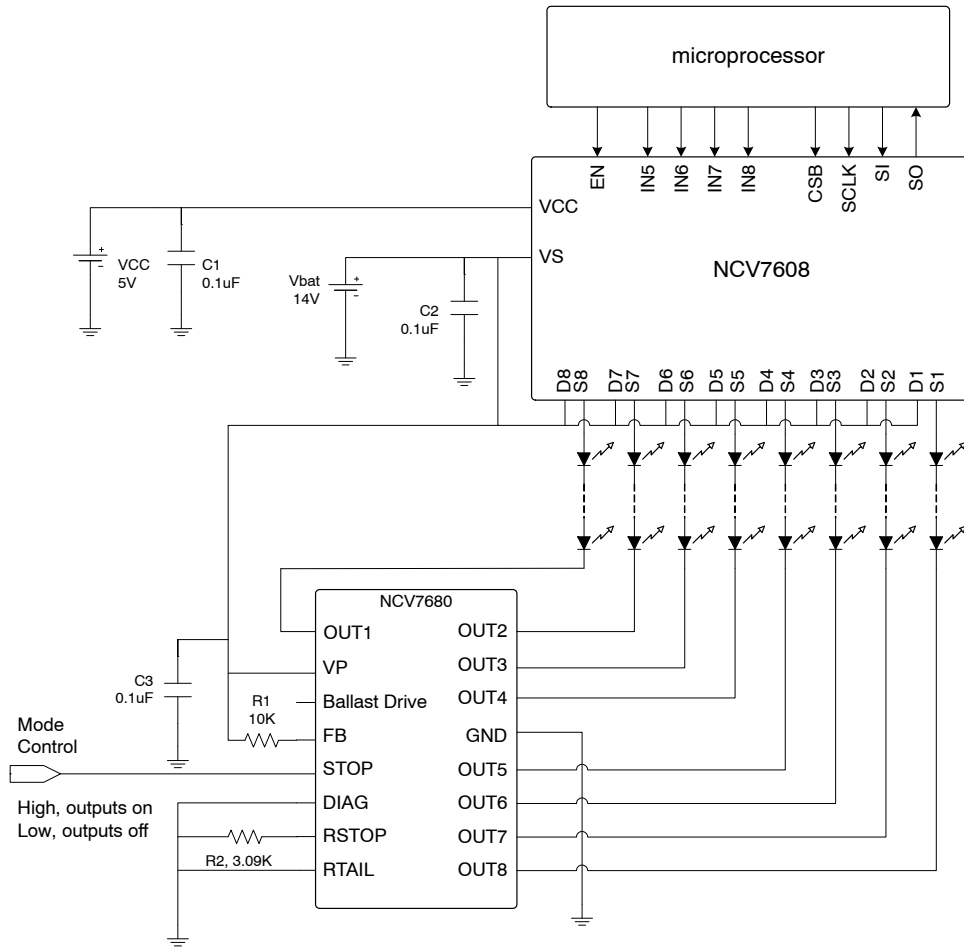 microprocessor
EN
IN5
IN6
IN7
IN8
CSB
SCLK
SI
SO
VCC
VS
NCV7608
+
−
VCC
5V
C1
0.1uF
Vbat
14V
+
−
C2
0.1uF
D8
S8
D7
S7
D6
S6
D5
S5
D4
S4
D3
S3
D2
S2
D1
S1
NCV7680
OUT1
VP
Ballast Drive
FB
STOP
DIAG
RSTOP
RTAIL
OUT2
OUT3
OUT4
GND
OUT5
OUT6
OUT7
OUT8
C3
0.1uF
R1
10K
Mode
Control
High, outputs on
Low, outputs off
R2, 3.09K